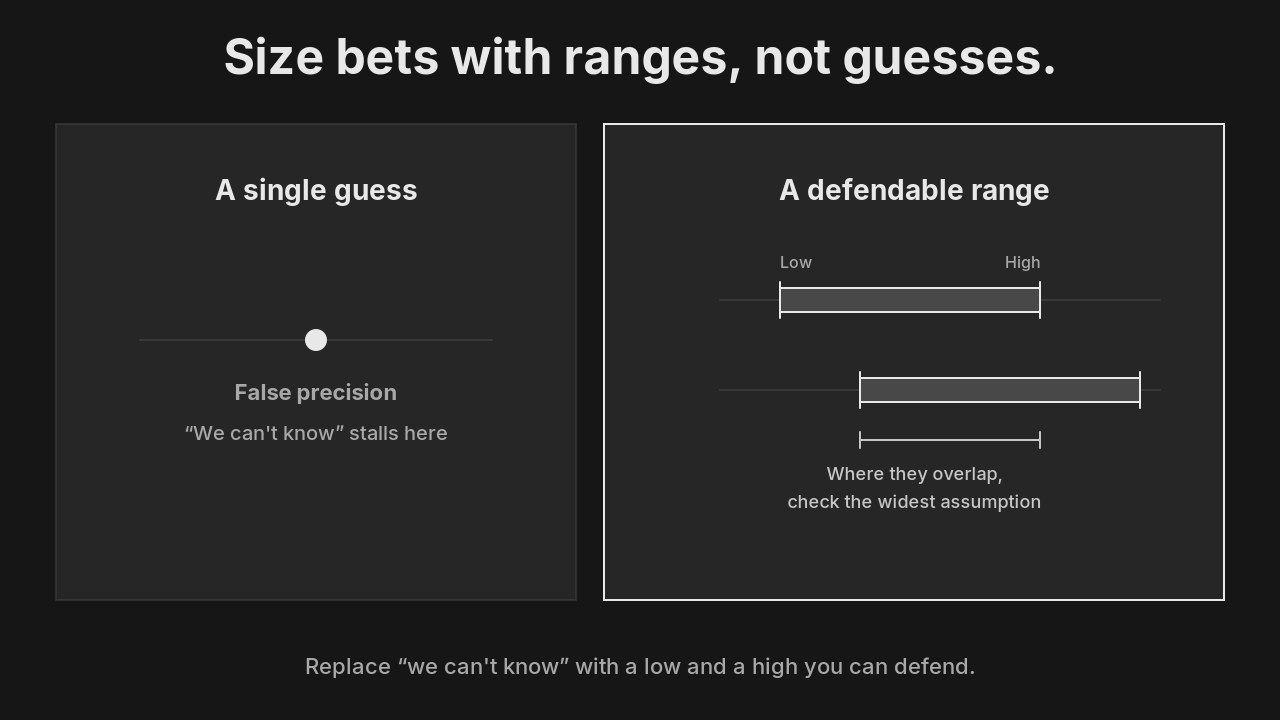 Size bets with ranges, not guesses.
A single guess
False precision
“We can't know” stalls here
A defendable range
Low High
Where they overlap,
check the widest assumption
Replace “we can't know” with a low and a high you can defend.